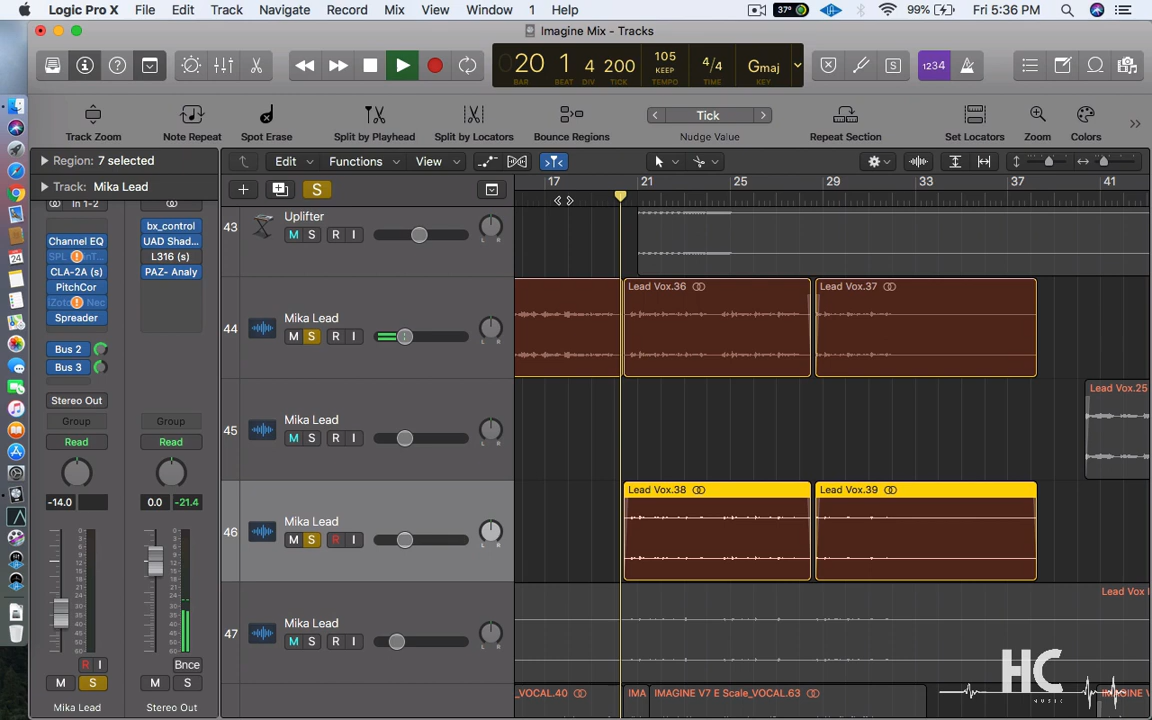 Logic Pro X File Edit Track Navigate Record Mix View Window 1 Help 37° 99% Fri 5:36 PM
Imagine Mix - Tracks
20 4 200 105 4/4 Gmaj 1234
BAR BEAT TICK KEEP TEMPO TIME KEY
1
Tick
Track Zoom Note Repeat Spot Erase Split by Playhead Split by Locators Bounce Regions Nudge Value Repeat Section Set Locators Zoom Colors
Region: 7 selected Edit Functions View
Track: Mika Lead S 17 21 25 29 33 37 41
In 1-2
bx_control
Channel EQ UAD Shad...
L316 (s)
CLA-2A (s) PAZ- Analy
PitchCor
Spreader
Bus 2
Bus 3
Stereo Out
Group Group
Read Read
-14.0 0.0 -21.4
R I Bnce
M S M S
Mika Lead Stereo Out
43 Uplifter
M S R I L R
Lead Vox.36 Lead Vox.37
44 Mika Lead
M S R I L R
Lead Vox.25
45 Mika Lead
M S R I L R
Lead Vox.38 Lead Vox.39
46 Mika Lead
M S R I L R
Lead Vox
47 Mika Lead
M S R I L R
_VOCAL.40 IMA IMAGINE V7 E Scale_VOCAL.63
HC
MUSIC